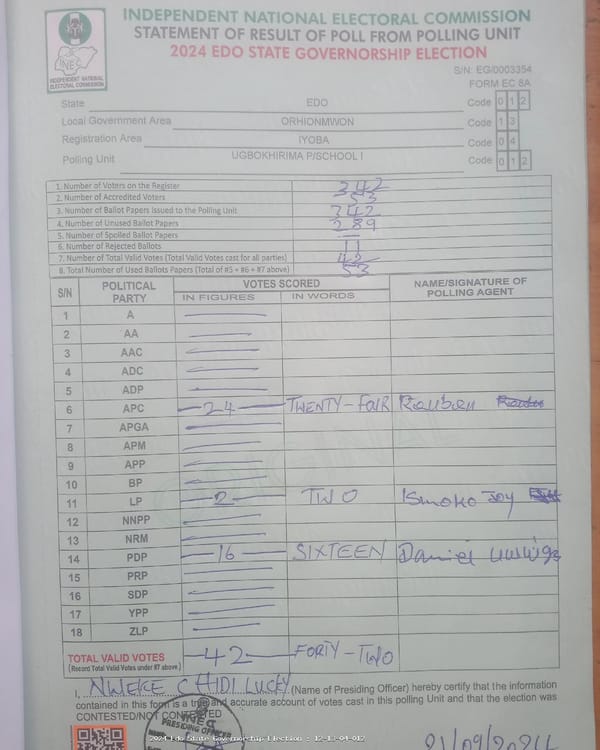 INDEPENDENT NATIONAL ELECTORAL COMMISSION
STATEMENT OF RESULT OF POLL FROM POLLING UNIT
2024 EDO STATE GOVERNORSHIP ELECTION
INEC
INDEPENDENT NATIONAL
ELECTORAL COMMISSION
S/N: EG/0003354
FORM EC 8A
State EDO Code 0 1 2
Local Government Area ORHIONMWON Code 1 3
Registration Area IYOBA Code 0 4
Polling Unit UGBOKHIRIMA P/SCHOOL I Code 0 1 2
1. Number of Voters on the Register 342
2. Number of Accredited Voters 53
3. Number of Ballot Papers Issued to the Polling Unit 342
4. Number of Unused Ballot Papers 289
5. Number of Spoiled Ballot Papers —
6. Number of Rejected Ballots 11
7. Number of Total Valid Votes (Total Valid Votes cast for all parties) 42
8. Total Number of Used Ballots Papers (Total of #5 + #6 + #7 above) 53
S/N POLITICAL PARTY VOTES SCORED NAME/SIGNATURE OF POLLING AGENT
IN FIGURES IN WORDS
1 A —
2 AA —
3 AAC —
4 ADC —
5 ADP —
6 APC —24— TWENTY-FOUR
7 APGA —
8 APM —
9 APP —
10 BP —
11 LP —2— TWO Joy
12 NNPP —
13 NRM —
14 PDP —16— SIXTEEN Daniel
15 PRP —
16 SDP —
17 YPP —
18 ZLP —
TOTAL VALID VOTES —42— FORTY-TWO
(Record Total Valid Votes under #7 above)
I, NWEKE CHIDI LUCKY (Name of Presiding Officer) hereby certify that the information
contained in this form is a true and accurate account of votes cast in this polling Unit and that the election was
CONTESTED/NOT CONTESTED
INEC
PRESIDING OFFICER
2024 Edo State Governorship Election : 12-13-04-012
21/09/2024